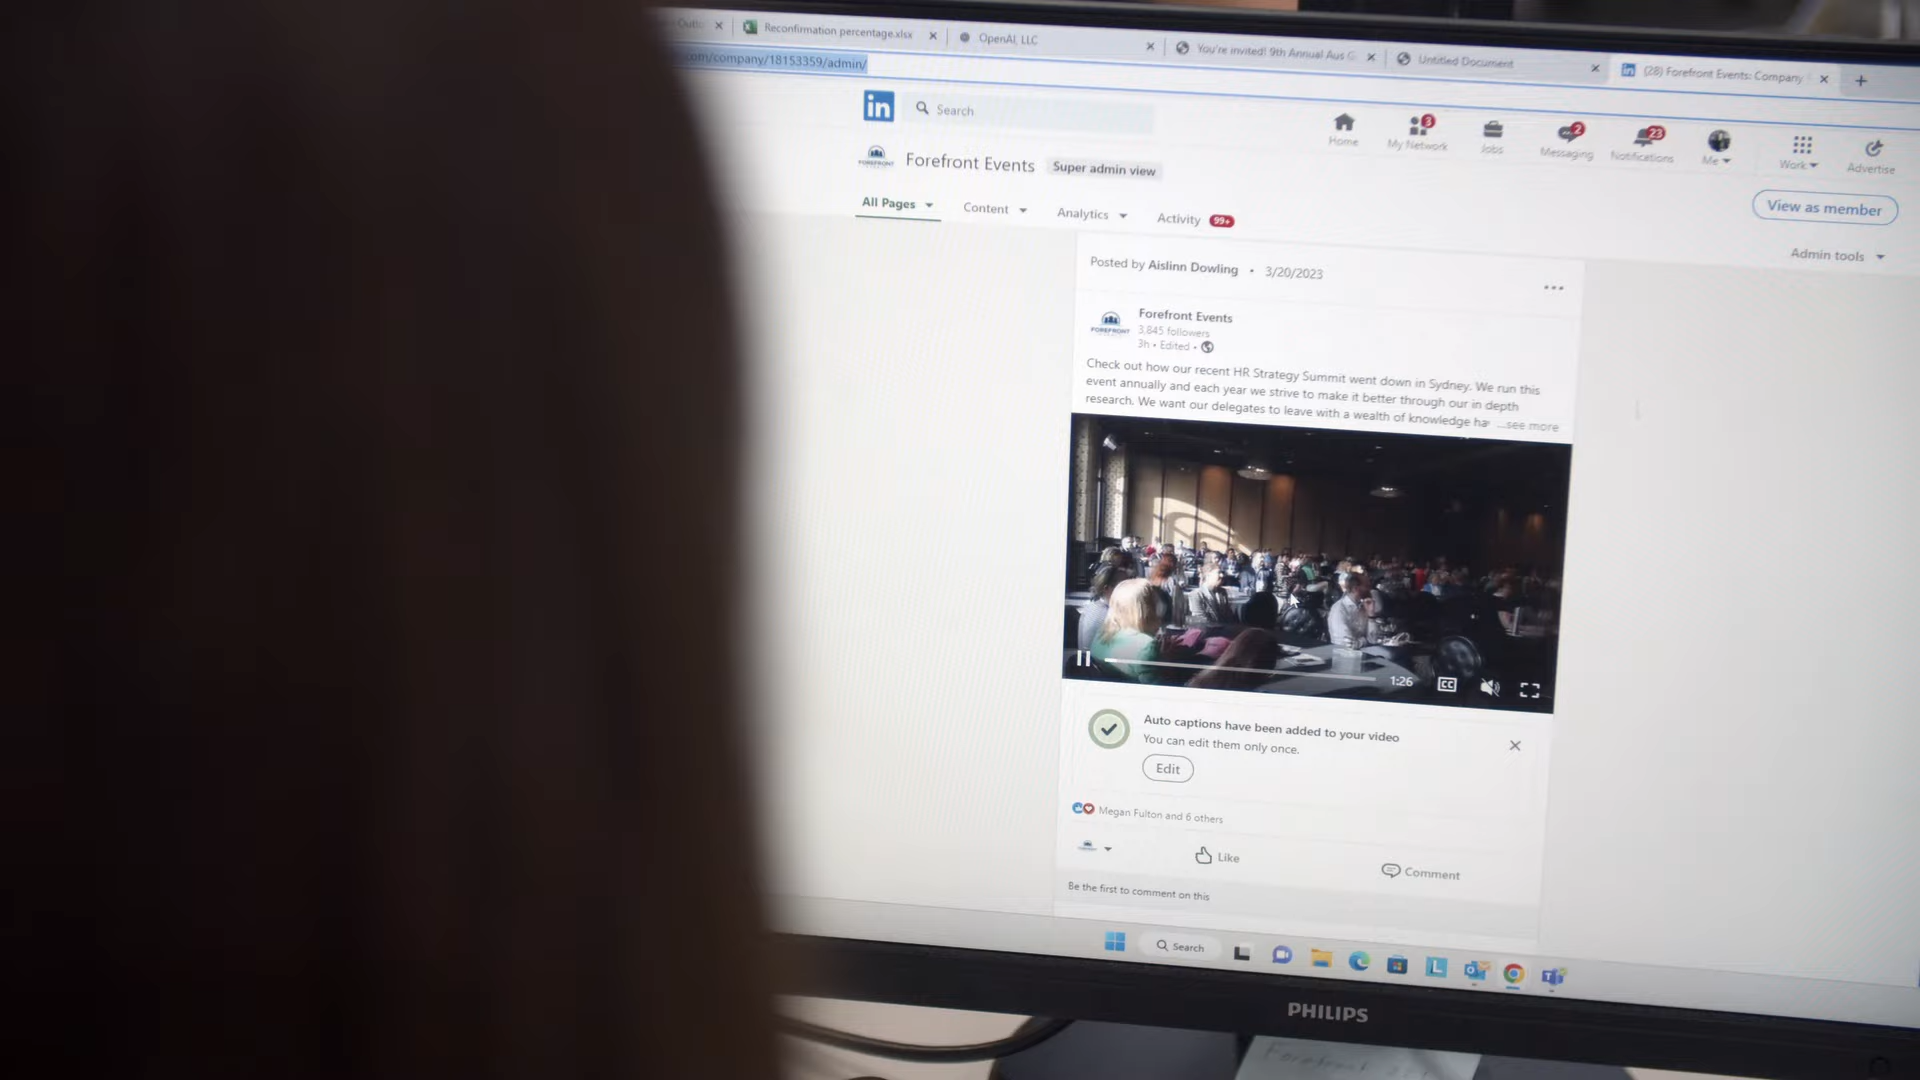 Reconfirmation percentage.xlsx
OpenAI, LLC
You're invited! 9th Annual Aus
Untitled Document
(28) Forefront Events: Company
.com/company/18153359/admin/
in
Search
Home
My Network
3
Jobs
Messaging
2
Notifications
23
Me
Work
Advertise
FOREFRONT
Forefront Events
Super admin view
View as member
All Pages
Content
Analytics
Activity
99+
Admin tools
Posted by Aislinn Dowling • 3/20/2023
FOREFRONT
Forefront Events
3,845 followers
3h • Edited •
Check out how our recent HR Strategy Summit went down in Sydney. We run this
event annually and each year we strive to make it better through our in depth
research. We want our delegates to leave with a wealth of knowledge ha ...see more
1:26
CC
Auto captions have been added to your video
You can edit them only once.
Edit
Megan Fulton and 6 others
Like
Comment
Be the first to comment on this
Search
L
PHILIPS